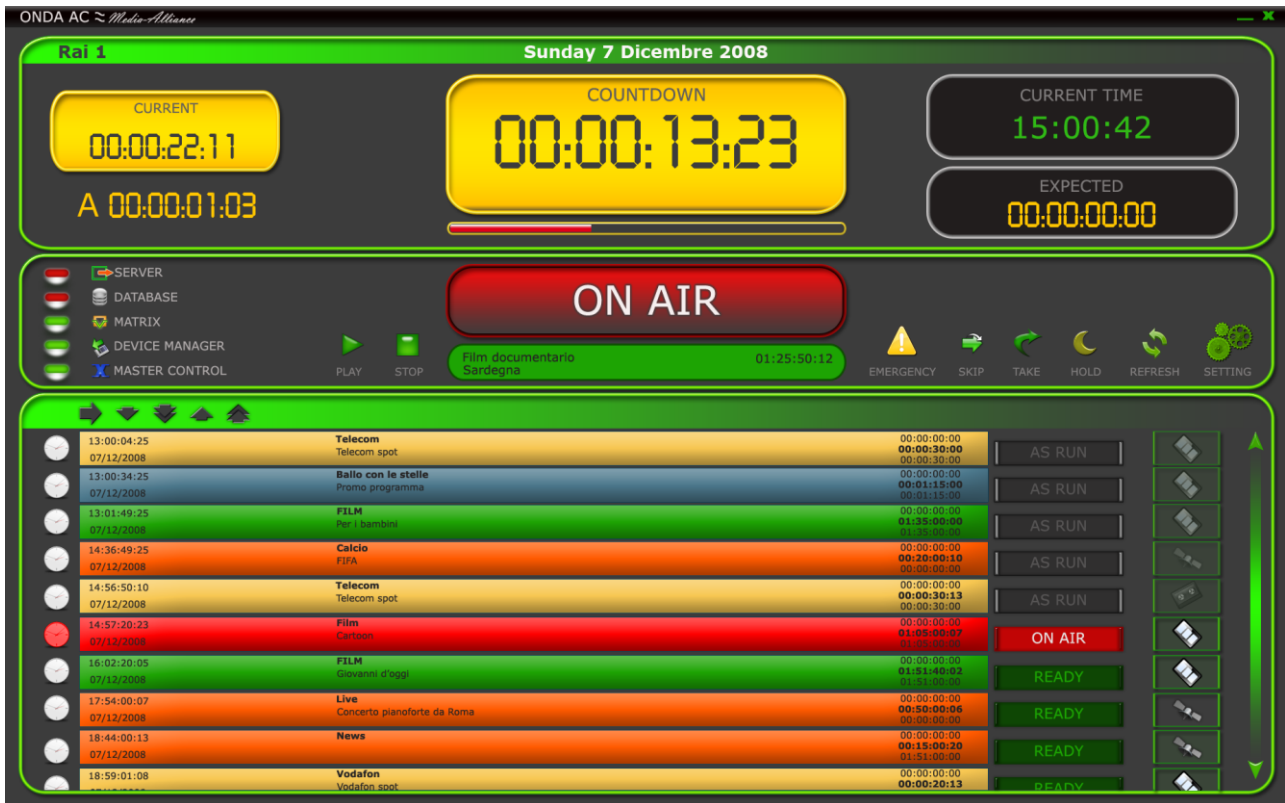 ONDA AC ≈ Media-Alliance
Rai 1
Sunday 7 Dicembre 2008
CURRENT
00:00:22:11
A 00:00:01:03
COUNTDOWN
00:00:13:23
CURRENT TIME
15:00:42
EXPECTED
00:00:00:00
SERVER
DATABASE
MATRIX
DEVICE MANAGER
MASTER CONTROL
PLAY
STOP
ON AIR
Film documentario
Sardegna
01:25:50:12
EMERGENCY
SKIP
TAKE
HOLD
REFRESH
SETTING
13:00:04:25 Telecom 00:00:00:00
07/12/2008 Telecom spot 00:00:30:00
00:00:30:00
AS RUN
13:00:34:25 Ballo con le stelle 00:00:00:00
07/12/2008 Promo programma 00:01:15:00
00:01:15:00
AS RUN
13:01:49:25 FILM 00:00:00:00
07/12/2008 Per i bambini 01:35:00:00
01:35:00:00
AS RUN
14:36:49:25 Calcio 00:00:00:00
07/12/2008 FIFA 00:20:00:10
00:00:00:00
AS RUN
14:56:50:10 Telecom 00:00:00:00
07/12/2008 Telecom spot 00:00:30:13
00:00:30:00
AS RUN
14:57:20:23 Film 00:00:00:00
07/12/2008 Cartoon 01:05:00:07
01:05:00:00
ON AIR
16:02:20:05 FILM 00:00:00:00
07/12/2008 Giovanni d'oggi 01:51:40:02
01:51:00:00
READY
17:54:00:07 Live 00:00:00:00
07/12/2008 Concerto pianoforte da Roma 00:50:00:06
00:00:00:00
READY
18:44:00:13 News 00:00:00:00
07/12/2008 00:15:00:20
01:51:00:00
READY
18:59:01:08 Vodafon 00:00:00:00
Vodafon spot 00:00:20:13
READY